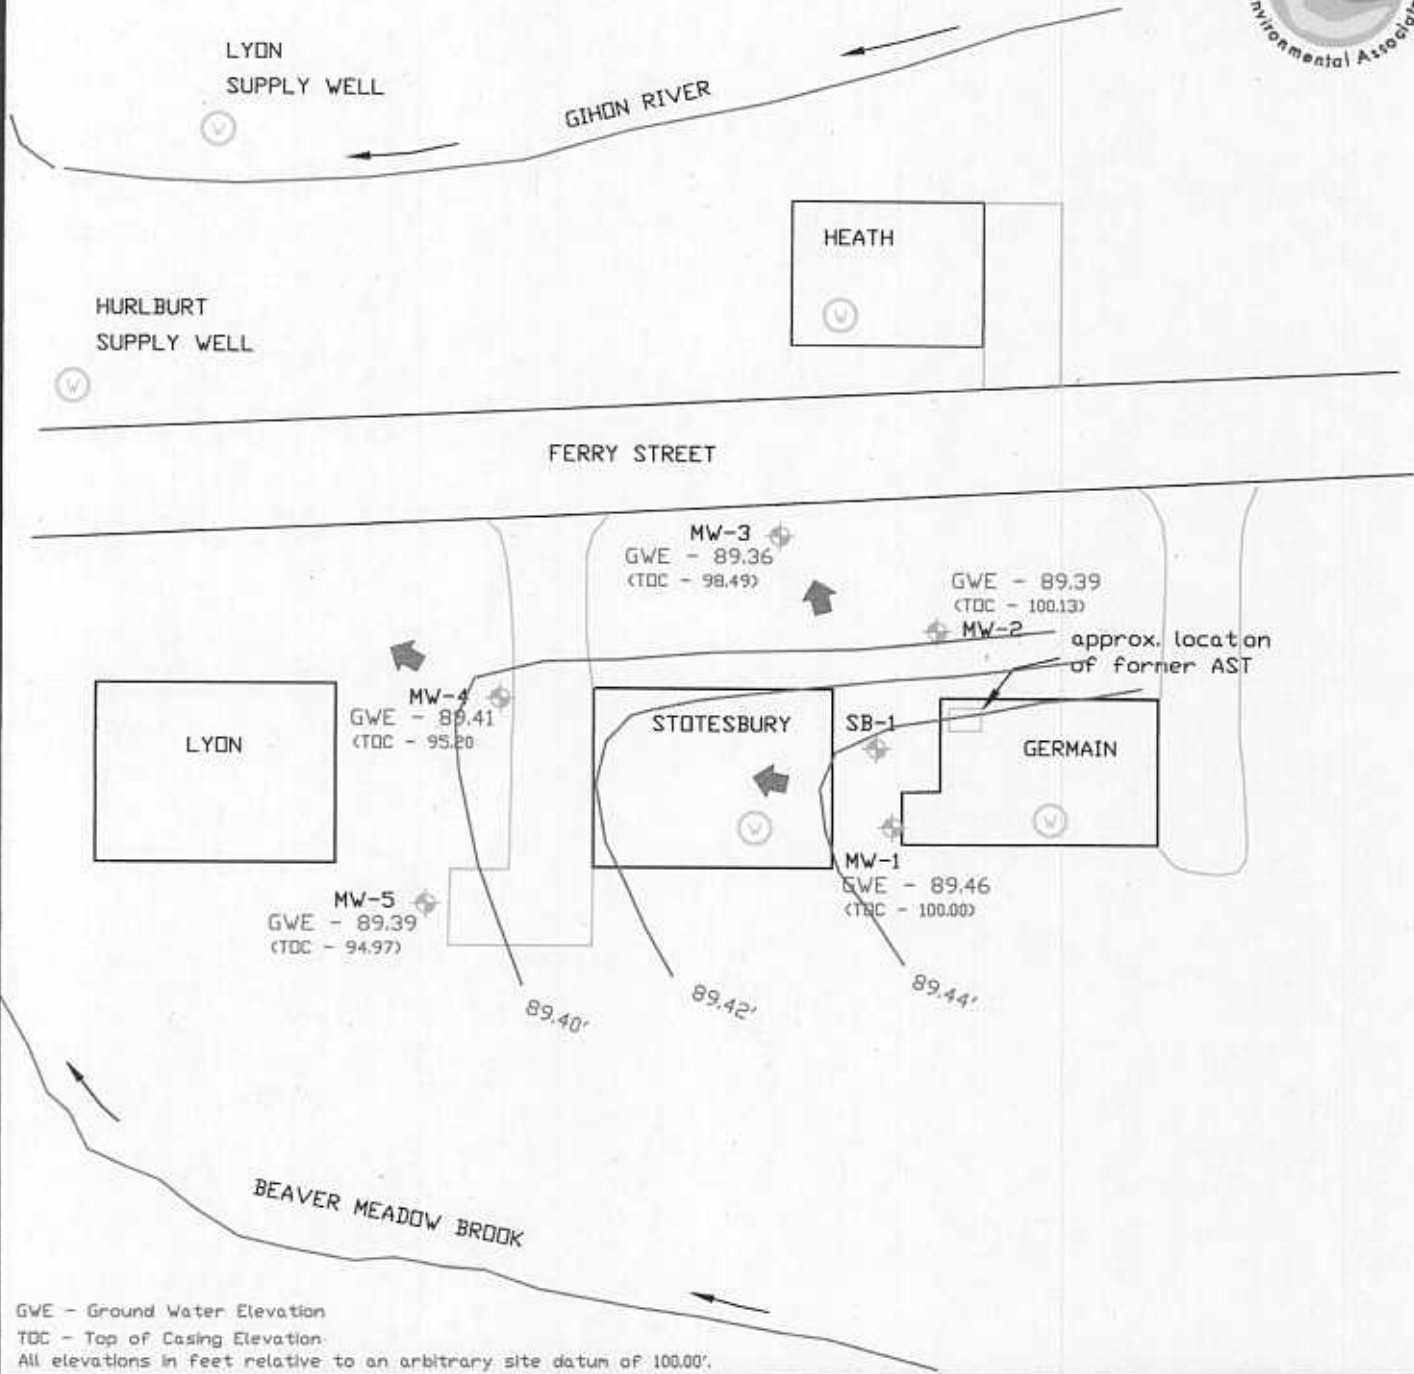 nvironmental Associat
LYON
SUPPLY WELL
W
GIHON RIVER
HEATH
W
HURLBURT
SUPPLY WELL
W
FERRY STREET
MW-3
GWE - 89.36
(TOC - 98.49)
GWE - 89.39
(TOC - 100.13)
MW-2
approx. location
of former AST
MW-4
GWE - 89.41
(TOC - 95.20
LYON
STOTESBURY
W
SB-1
GERMAIN
W
MW-1
GWE - 89.46
(TOC - 100.00)
MW-5
GWE - 89.39
(TOC - 94.97)
89.40'
89.42'
89.44'
BEAVER MEADOW BROOK
GWE - Ground Water Elevation
TOC - Top of Casing Elevation
All elevations in feet relative to an arbitrary site datum of 100.00'.